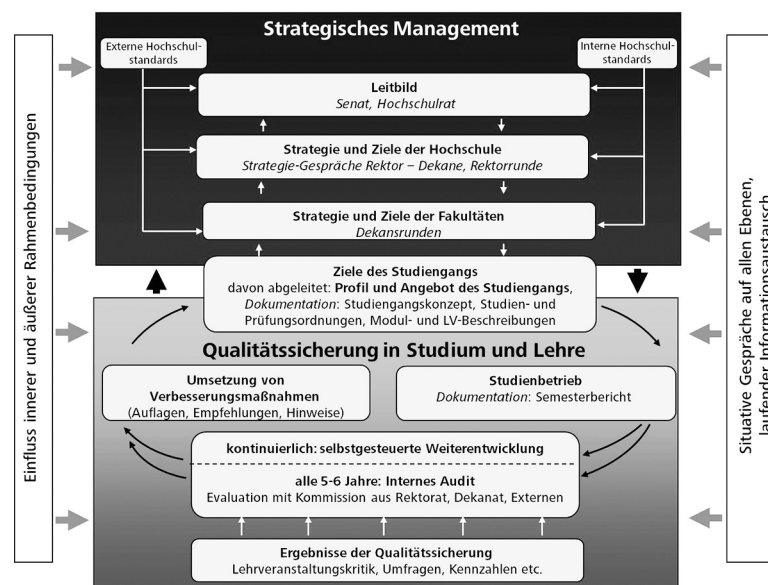 Strategisches Management
Externe Hochschul-
standards
Interne Hochschul-
standards
Leitbild
Senat, Hochschulrat
Strategie und Ziele der Hochschule
Strategie-Gespräche Rektor – Dekane, Rektorrunde
Strategie und Ziele der Fakultäten
Dekansrunden
Ziele des Studiengangs
davon abgeleitet: Profil und Angebot des Studiengangs,
Dokumentation: Studiengangskonzept, Studien- und
Prüfungsordnungen, Modul- und LV-Beschreibungen
Qualitätssicherung in Studium und Lehre
Umsetzung von
Verbesserungsmaßnahmen
(Auflagen, Empfehlungen, Hinweise)
Studienbetrieb
Dokumentation: Semesterbericht
kontinuierlich: selbstgesteuerte Weiterentwicklung
alle 5-6 Jahre: Internes Audit
Evaluation mit Kommission aus Rektorat, Dekanat, Externen
Ergebnisse der Qualitätssicherung
Lehrveranstaltungskritik, Umfragen, Kennzahlen etc.
Einfluss innerer und äußerer Rahmenbedingungen
Situative Gespräche auf allen Ebenen,
laufender Informationsaustausch